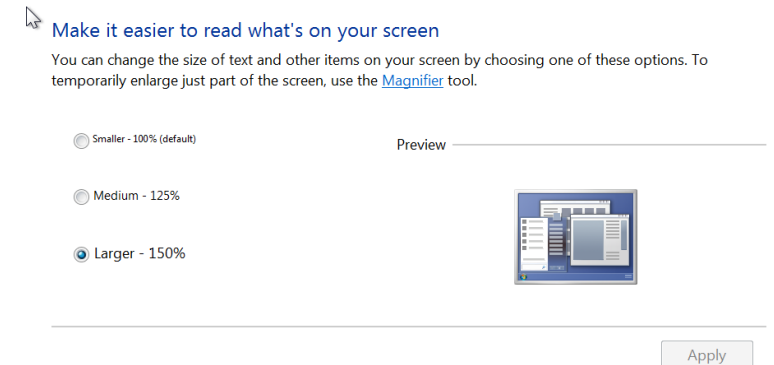 Make it easier to read what's on your screen
You can change the size of text and other items on your screen by choosing one of these options. To
temporarily enlarge just part of the screen, use the Magnifier tool.
Smaller - 100% (default)
Preview
Medium - 125%
Larger - 150%
Apply